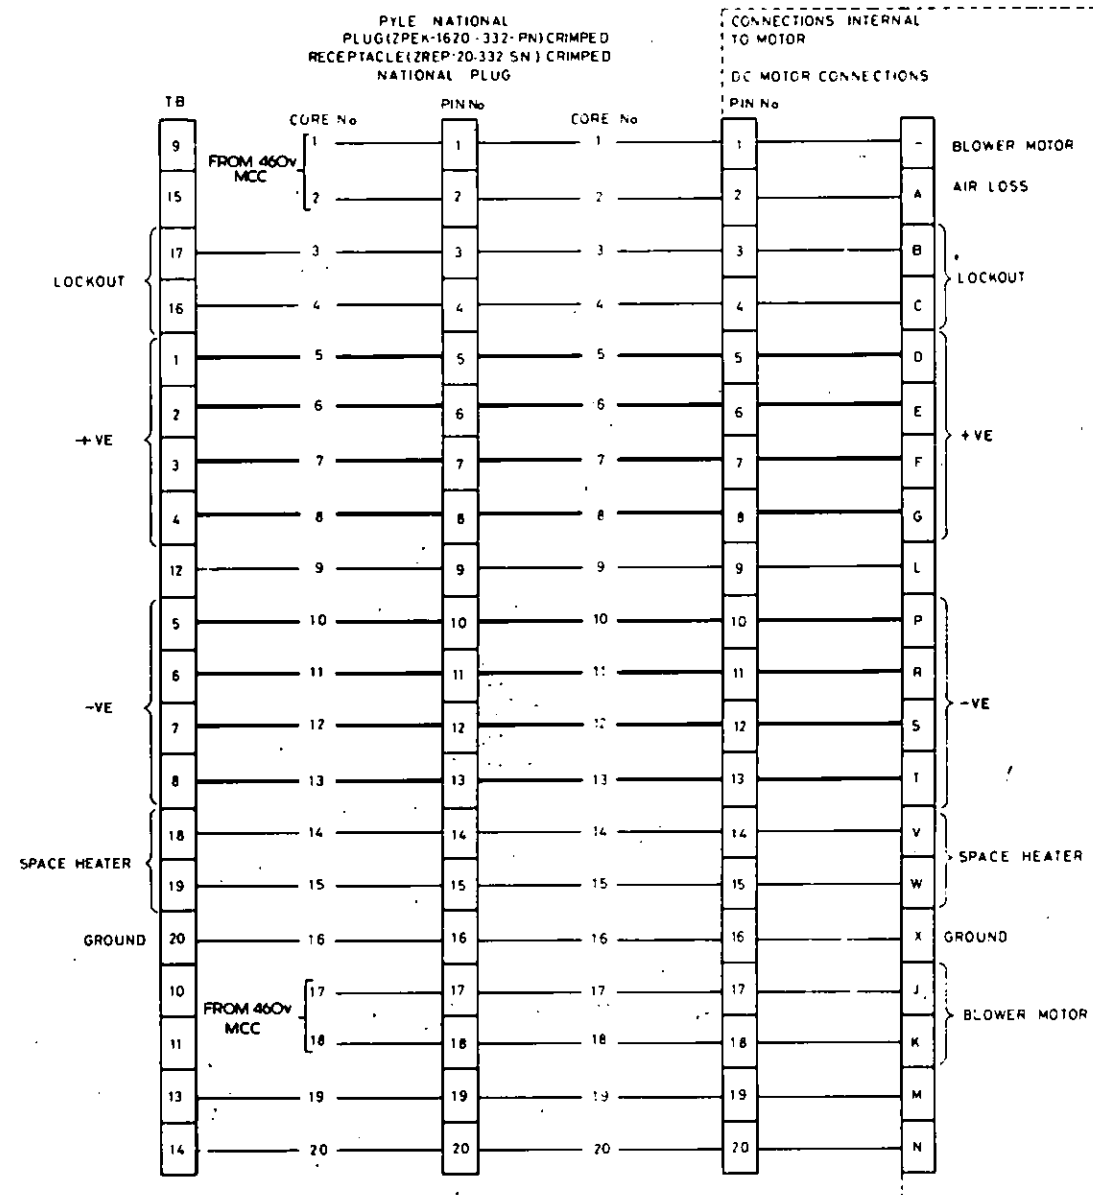 PYLE NATIONAL
PLUG(ZPEK-1620-332-PN)CRIMPED
RECEPTACLE(ZREP-20-332 SN) CRIMPED
NATIONAL PLUG
CONNECTIONS INTERNAL
TO MOTOR
DC MOTOR CONNECTIONS
TB CORE No PIN No CORE No PIN No
9 FROM 460v MCC 1 1 1 1 - BLOWER MOTOR
15 2 2 2 2 A AIR LOSS
LOCKOUT
17 3 3 3 3 B LOCKOUT
16 4 4 4 4 C
+VE
1 5 5 5 5 D
2 6 6 6 6 E +VE
3 7 7 7 7 F
4 8 8 8 8 G
12 9 9 9 9 L
-VE
5 10 10 10 10 P
6 11 11 11 11 R
7 12 12 12 12 S -VE
8 13 13 13 13 T
SPACE HEATER
18 14 14 14 14 V SPACE HEATER
19 15 15 15 15 W
GROUND 20 16 16 16 16 X GROUND
10 FROM 460v MCC 17 17 17 17 J BLOWER MOTOR
11 18 18 18 18 K
13 19 19 19 19 M
14 20 20 20 20 N